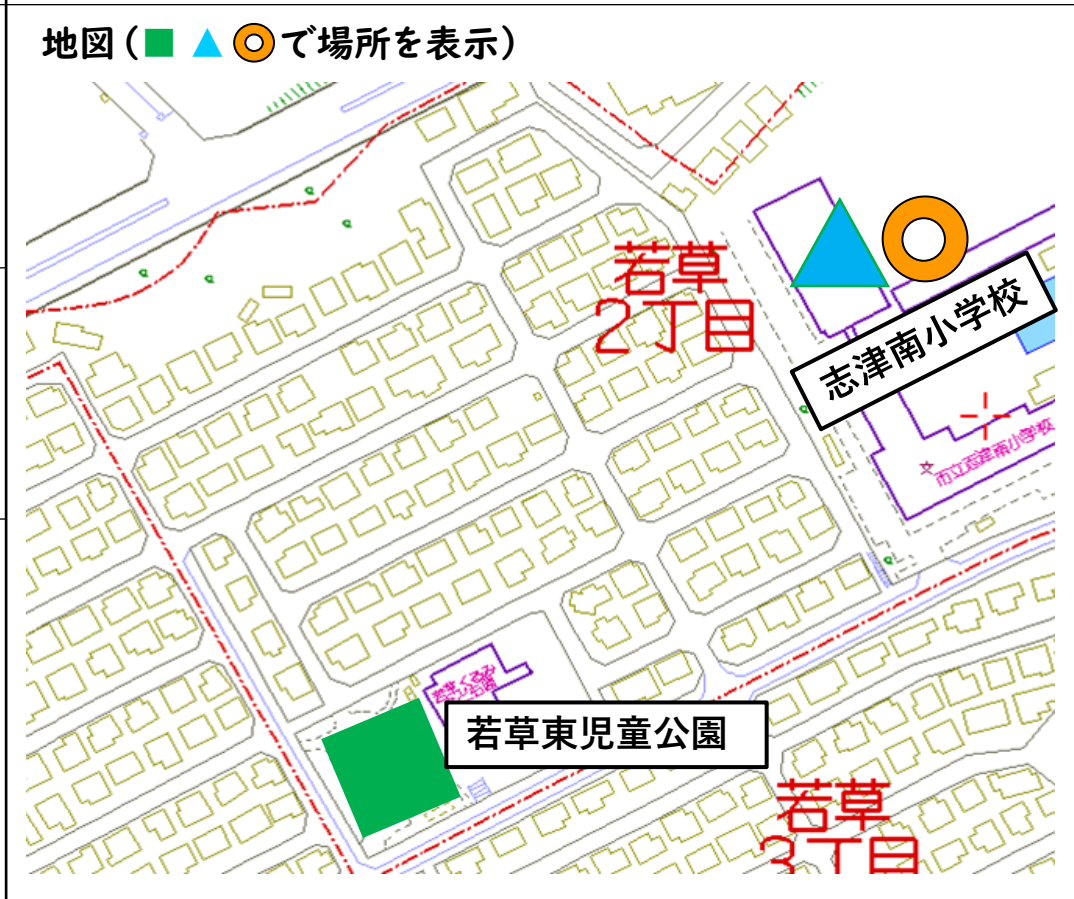 地図(■ ▲ ◎で場所を表示)
若草
2丁目
志津南小学校
市立志津南小学校
若草東児童公園
若草
3丁目